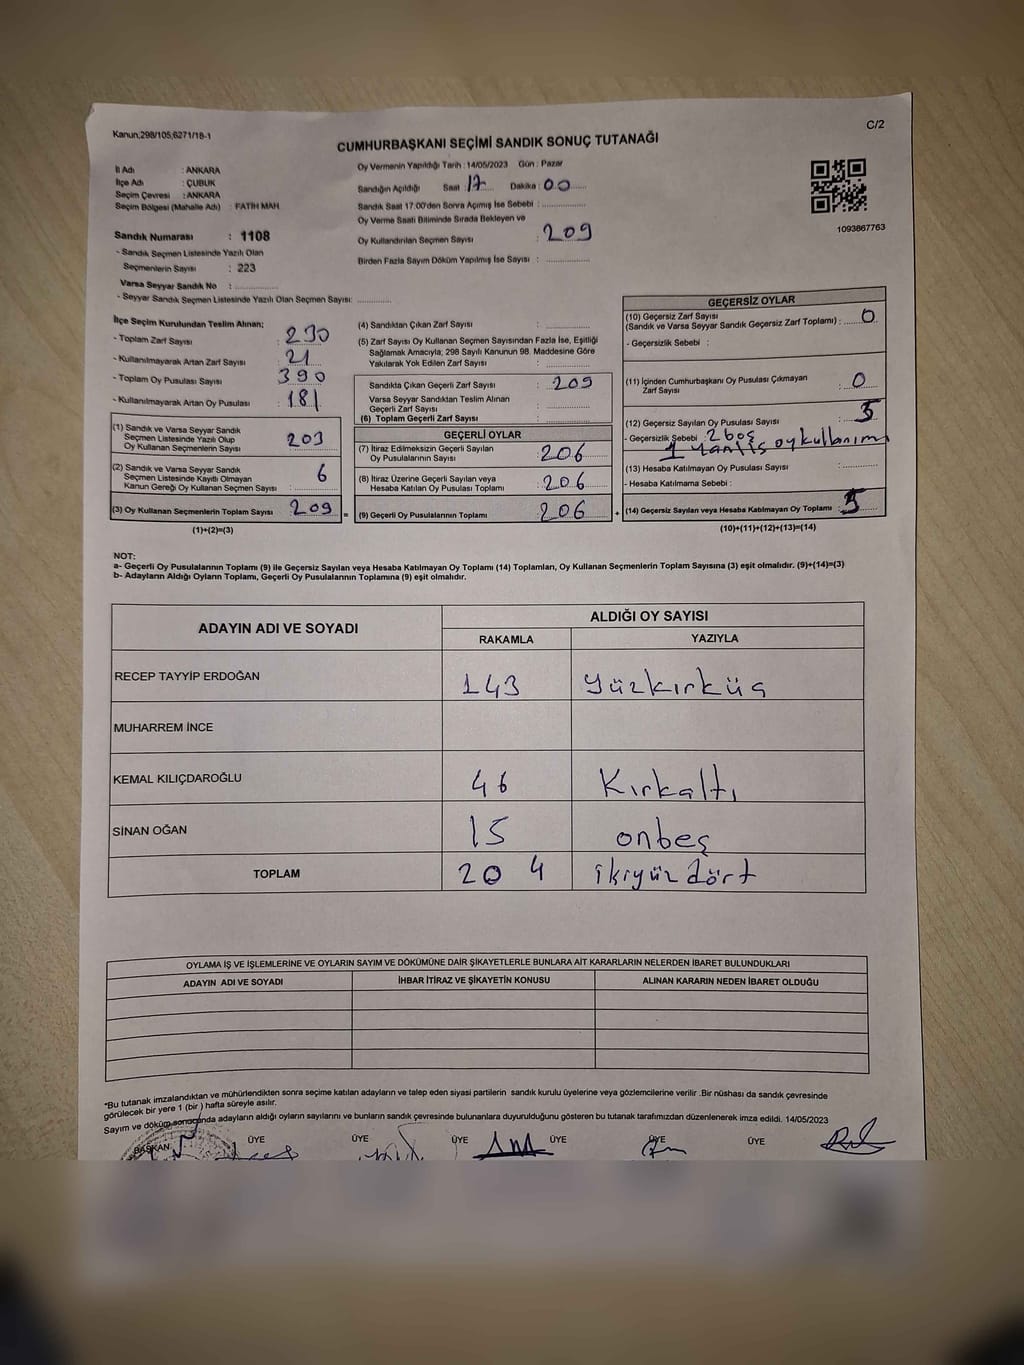 Kanun;298/105;6271/18-1
C/2
CUMHURBAŞKANI SEÇİMİ SANDIK SONUÇ TUTANAĞI
İl Adı : ANKARA
İlçe Adı : ÇUBUK
Seçim Çevresi : ANKARA
Seçim Bölgesi (Mahalle Adı) : FATİH MAH
Sandık Numarası : 1108
- Sandık Seçmen Listesinde Yazılı Olan
Seçmenlerin Sayısı : 223
Varsa Seyyar Sandık No : ..............
- Seyyar Sandık Seçmen Listesinde Yazılı Olan Seçmen Sayısı: ............
Oy Vermenin Yapıldığı Tarih : 14/05/2023 Gün : Pazar
Sandığın Açıldığı Saat 17 Dakika : 00
Sandık Saat 17:00'den Sonra Açımış İse Sebebi : ..............
Oy Verme Saati Bitiminde Sırada Bekleyen ve
Oy Kullandırılan Seçmen Sayısı : 209
Birden Fazla Sayım Döküm Yapılmış İse Sayısı : ..............
1093867763
İlçe Seçim Kurulundan Teslim Alınan;
- Toplam Zarf Sayısı : 230
- Kullanılmayarak Artan Zarf Sayısı : 21
- Toplam Oy Pusulası Sayısı : 390
- Kullanılmayarak Artan Oy Pusulası : 181
(1) Sandık ve Varsa Seyyar Sandık
Seçmen Listesinde Yazılı Olup
Oy Kullanan Seçmenlerin Sayısı : 203
(2) Sandık ve Varsa Seyyar Sandık
Seçmen Listesinde Kayıtlı Olmayan
Kanun Gereği Oy Kullanan Seçmen Sayısı : 6
(3) Oy Kullanan Seçmenlerin Toplam Sayısı : 209 =
(1)+(2)=(3)
(4) Sandıktan Çıkan Zarf Sayısı : ..............
(5) Zarf Sayısı Oy Kullanan Seçmen Sayısından Fazla İse, Eşitliği
Sağlamak Amacıyla; 298 Sayılı Kanunun 98. Maddesine Göre
Yakılarak Yok Edilen Zarf Sayısı : ..............
Sandıkta Çıkan Geçerli Zarf Sayısı : 209
Varsa Seyyar Sandıktan Teslim Alınan
Geçerli Zarf Sayısı : ..............
(6) Toplam Geçerli Zarf Sayısı : ..............
GEÇERLİ OYLAR
(7) İtiraz Edilmeksizin Geçerli Sayılan
Oy Pusulalarının Sayısı : 206
(8) İtiraz Üzerine Geçerli Sayılan veya
Hesaba Katılan Oy Pusulası Toplamı : 206
(9) Geçerli Oy Pusulalarının Toplamı : 206 +
GEÇERSİZ OYLAR
(10) Geçersiz Zarf Sayısı
(Sandık ve Varsa Seyyar Sandık Geçersiz Zarf Toplamı) : 0
- Geçersizlik Sebebi :
(11) İçinden Cumhurbaşkanı Oy Pusulası Çıkmayan
Zarf Sayısı : 0
(12) Geçersiz Sayılan Oy Pusulası Sayısı :
- Geçersizlik Sebebi : 2 boş
1 yanlış oy kullanım
(13) Hesaba Katılmayan Oy Pusulası Sayısı : ............
- Hesaba Katılmama Sebebi :
(14) Geçersiz Sayılan veya Hesaba Katılmayan Oy Toplamı :
(10)+(11)+(12)+(13)=(14)
NOT:
a- Geçerli Oy Pusulalarının Toplamı (9) ile Geçersiz Sayılan veya Hesaba Katılmayan Oy Toplamı (14) Toplamları, Oy Kullanan Seçmenlerin Toplam Sayısına (3) eşit olmalıdır. (9)+(14)=(3)
b- Adayların Aldığı Oyların Toplamı, Geçerli Oy Pusulalarının Toplamına (9) eşit olmalıdır.
ADAYIN ADI VE SOYADI
ALDIĞI OY SAYISI
RAKAMLA YAZIYLA
RECEP TAYYİP ERDOĞAN 143 Yüzkırküç
MUHARREM İNCE
KEMAL KILIÇDAROĞLU 46 Kırkaltı
SİNAN OĞAN 15 onbeş
TOPLAM 204 ikiyüz dört
OYLAMA İŞ VE İŞLEMLERİNE VE OYLARIN SAYIM VE DÖKÜMÜNE DAİR ŞİKAYETLERLE BUNLARA AİT KARARLARIN NELERDEN İBARET BULUNDUKLARI
ADAYIN ADI VE SOYADI İHBAR İTİRAZ VE ŞİKAYETİN KONUSU ALINAN KARARIN NEDEN İBARET OLDUĞU
*Bu tutanak imzalandıktan ve mühürlendikten sonra seçime katılan adayların ve talep eden siyasi partilerin sandık kurulu üyelerine veya gözlemcilerine verilir .Bir nüshası da sandık çevresinde
görülecek bir yere 1 (bir ) hafta süreyle asılır.
Sayım ve döküm sonucunda adayların aldığı oyların sayılarını ve bunların sandık çevresinde bulunanlara duyurulduğunu gösteren bu tutanak tarafımızdan düzenlenerek imza edildi. 14/05/2023
BAŞKAN ÜYE ÜYE ÜYE ÜYE ÜYE ÜYE